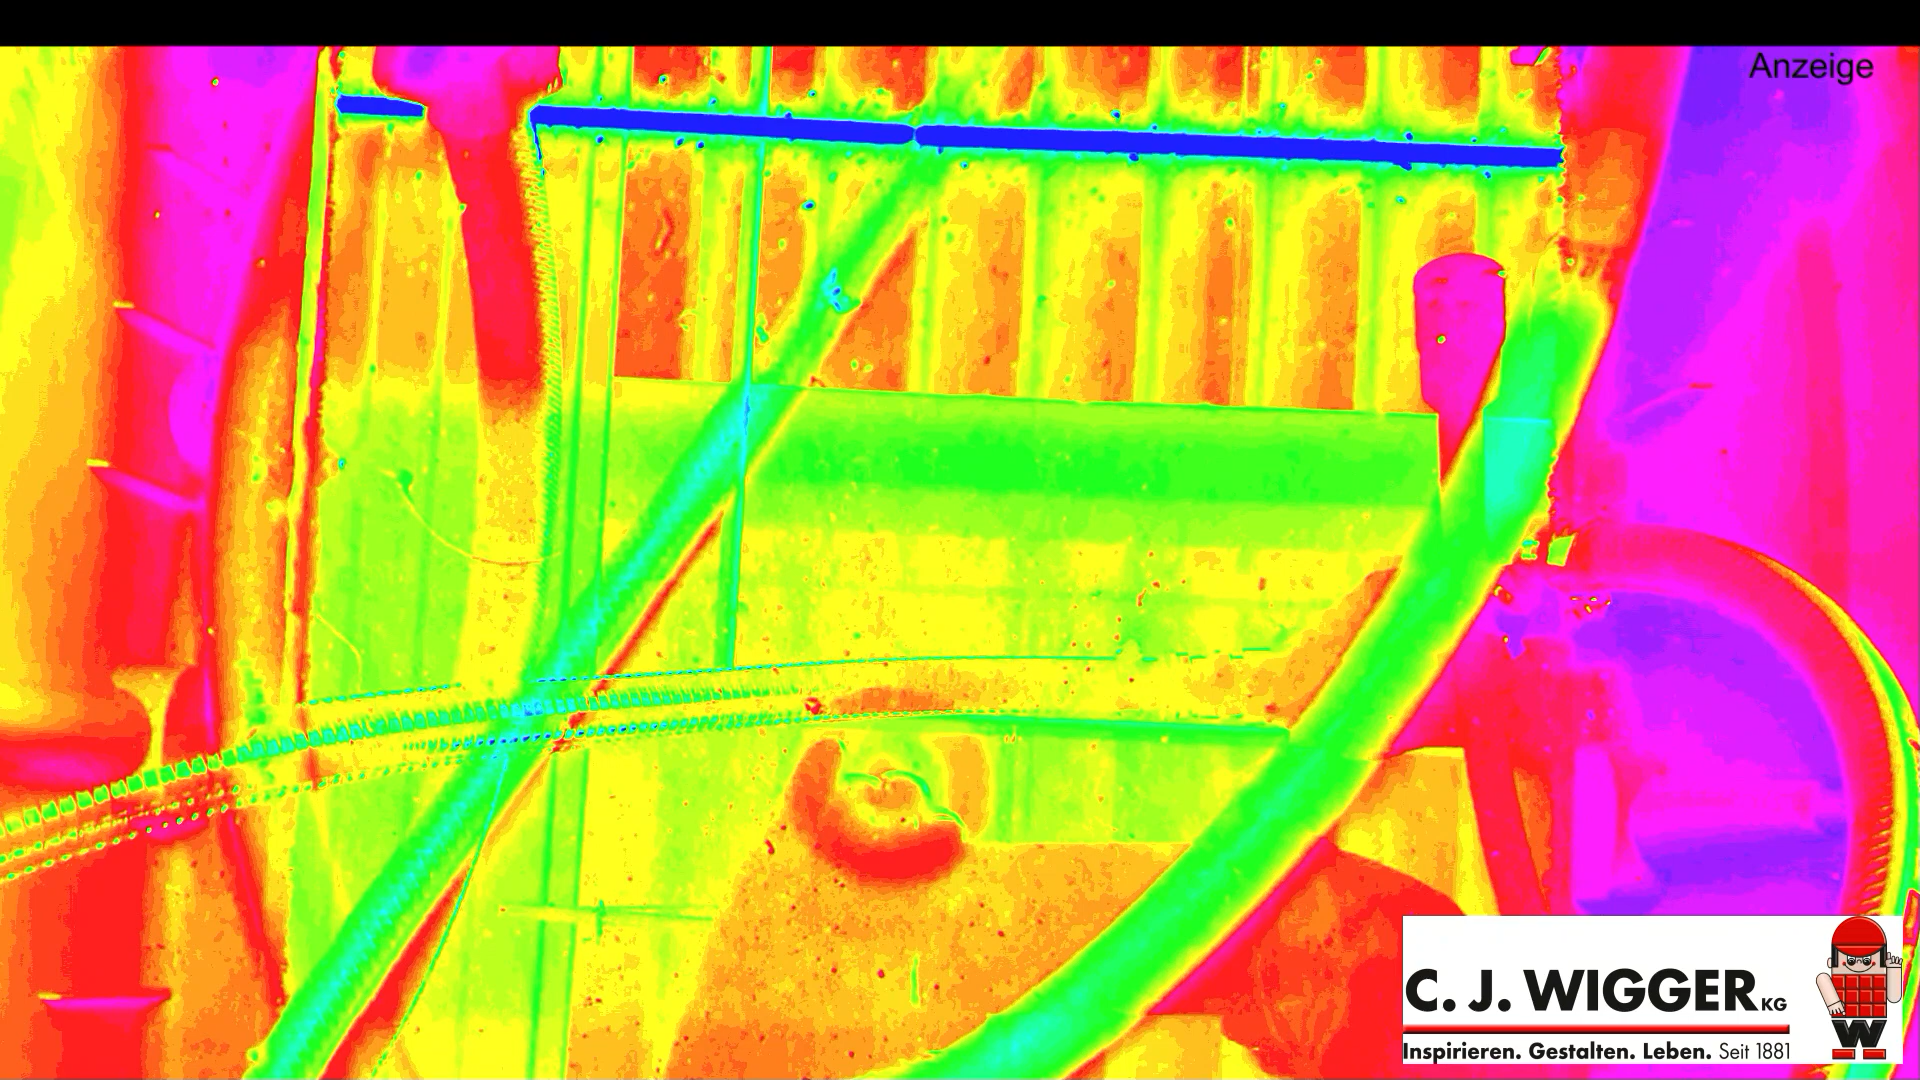 Anzeige
C. J. WIGGER KG
Inspirieren. Gestalten. Leben. Seit 1881